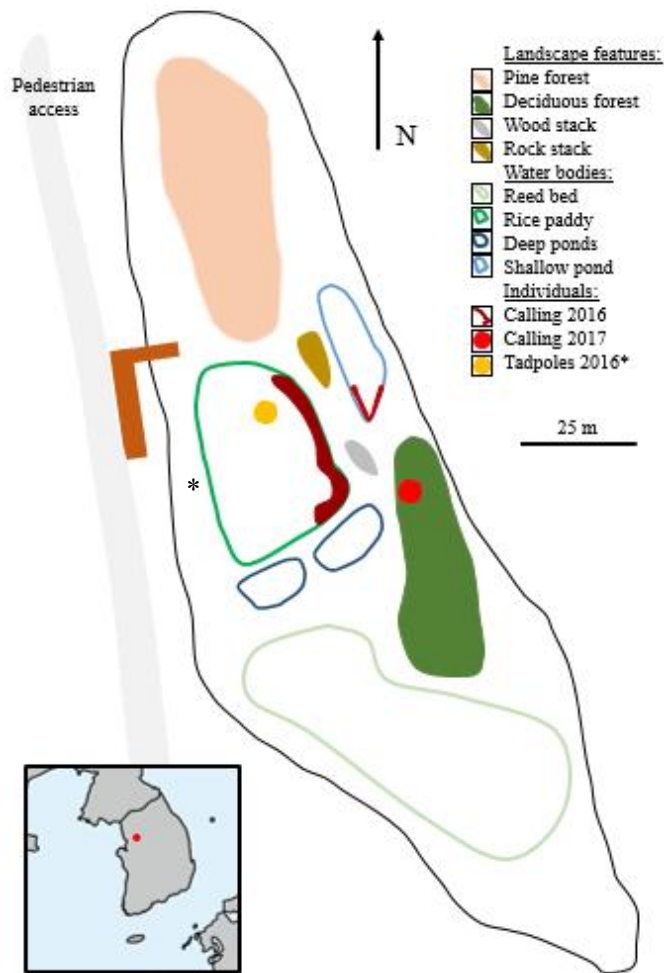 Pedestrian
access
N
Landscape features:
Pine forest
Deciduous forest
Wood stack
Rock stack
Water bodies:
Reed bed
Rice paddy
Deep ponds
Shallow pond
Individuals:
Calling 2016
Calling 2017
Tadpoles 2016*
25 m
*